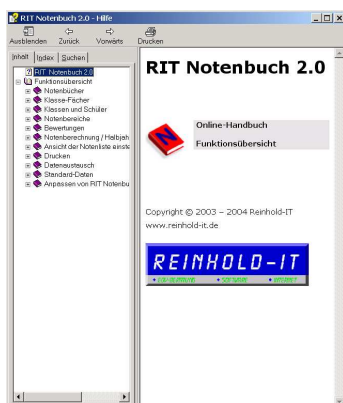 RIT Notenbuch 2.0 - Hilfe
Ausblenden Zurück Vorwärts Drucken
Inhalt Index Suchen
RIT Notenbuch 2.0
Funktionsübersicht
Notenbücher
Klasse-Fächer
Klassen und Schüler
Notenbereiche
Bewertungen
Notenberechnung / Halbjah
Ansicht der Notenliste einste
Drucken
Datenaustausch
Standard-Daten
Anpassen von RIT Notenbu
RIT Notenbuch 2.0
Online-Handbuch
Funktionsübersicht
Copyright © 2003 – 2004 Reinhold-IT
www.reinhold-it.de
REINHOLD-IT
SOFTWARE INTERNET